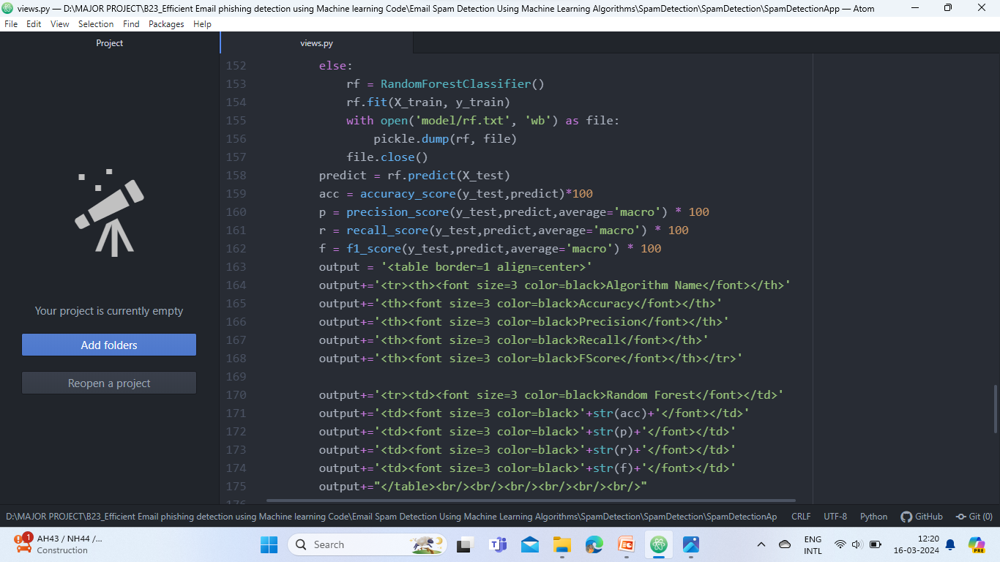 views.py — D:\MAJOR PROJECT\B23_Efficient Email phishing detection using Machine learning Code\Email Spam Detection Using Machine Learning Algorithms\SpamDetection\SpamDetection\SpamDetectionApp — Atom
File Edit View Selection Find Packages Help
Project
views.py
Your project is currently empty
Add folders
Reopen a project
152 else:
153 rf = RandomForestClassifier()
154 rf.fit(X_train, y_train)
155 with open('model/rf.txt', 'wb') as file:
156 pickle.dump(rf, file)
157 file.close()
158 predict = rf.predict(X_test)
159 acc = accuracy_score(y_test,predict)*100
160 p = precision_score(y_test,predict,average='macro') * 100
161 r = recall_score(y_test,predict,average='macro') * 100
162 f = f1_score(y_test,predict,average='macro') * 100
163 output = '<table border=1 align=center>'
164 output+='<tr><th><font size=3 color=black>Algorithm Name</font></th>'
165 output+='<th><font size=3 color=black>Accuracy</font></th>'
166 output+='<th><font size=3 color=black>Precision</font></th>'
167 output+='<th><font size=3 color=black>Recall</font></th>'
168 output+='<th><font size=3 color=black>FScore</font></th></tr>'
169
170 output+='<tr><td><font size=3 color=black>Random Forest</font></td>'
171 output+='<td><font size=3 color=black>'+str(acc)+'</font></td>'
172 output+='<td><font size=3 color=black>'+str(p)+'</font></td>'
173 output+='<td><font size=3 color=black>'+str(r)+'</font></td>'
174 output+='<td><font size=3 color=black>'+str(f)+'</font></td>'
175 output+="</table><br/><br/><br/><br/><br/><br/>"
176
D:\MAJOR PROJECT\B23_Efficient Email phishing detection using Machine learning Code\Email Spam Detection Using Machine Learning Algorithms\SpamDetection\SpamDetection\SpamDetectionAp CRLF UTF-8 Python GitHub Git (0)
1
AH43 / NH44 /...
Construction
Search
ENG
INTL
12:20
16-03-2024
PRE